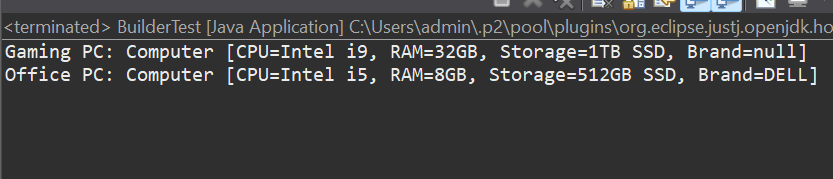 <terminated> BuilderTest [Java Application] C:\Users\admin\.p2\pool\plugins\org.eclipse.justj.openjdk.ho
Gaming PC: Computer [CPU=Intel i9, RAM=32GB, Storage=1TB SSD, Brand=null]
Office PC: Computer [CPU=Intel i5, RAM=8GB, Storage=512GB SSD, Brand=DELL]